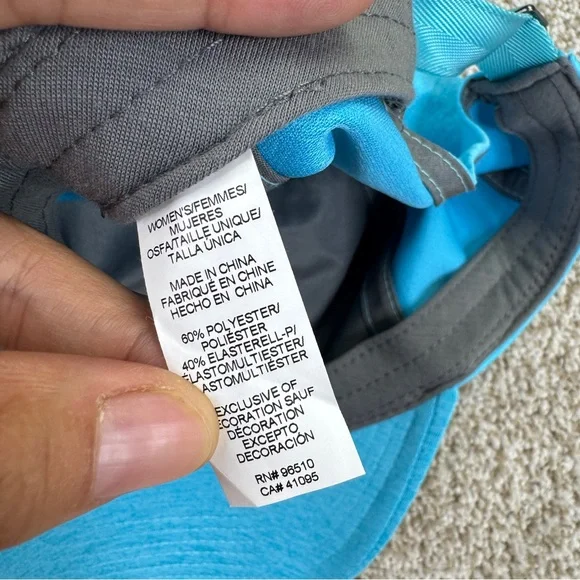 WOMEN'S/FEMMES/
MUJERES
OSFA/TAILLE UNIQUE/
TALLA ÚNICA
MADE IN CHINA
FABRIQUÉ EN CHINE
HECHO EN CHINA
60% POLYESTER/
POLIÉSTER
40% ELASTERELL-P/
ÉLASTOMULTIESTER/
ELASTOMULTIÉSTER
EXCLUSIVE OF
DECORATION SAUF
DÉCORATION
EXCEPTO
DECORACIÓN
RN# 96510
CA# 41095